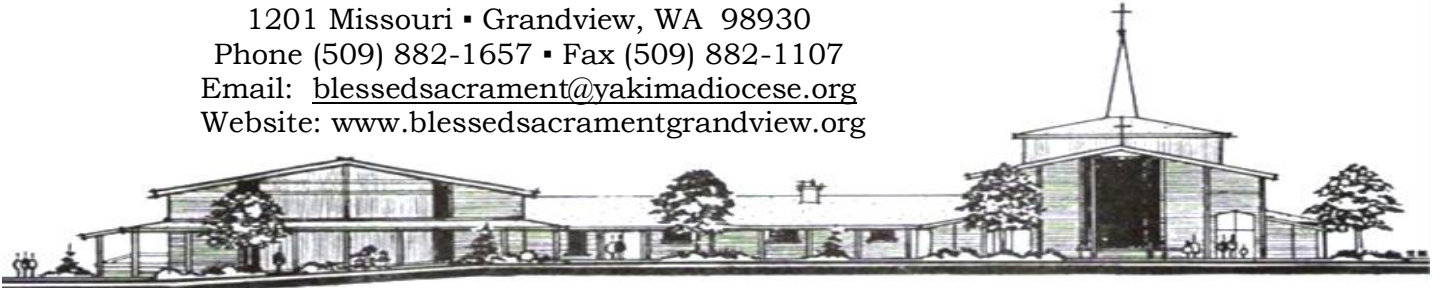 1201 Missouri ▪ Grandview, WA  98930
Phone (509) 882-1657 ▪ Fax (509) 882-1107
Email:  blessedsacrament@yakimadiocese.org
Website: www.blessedsacramentgrandview.org